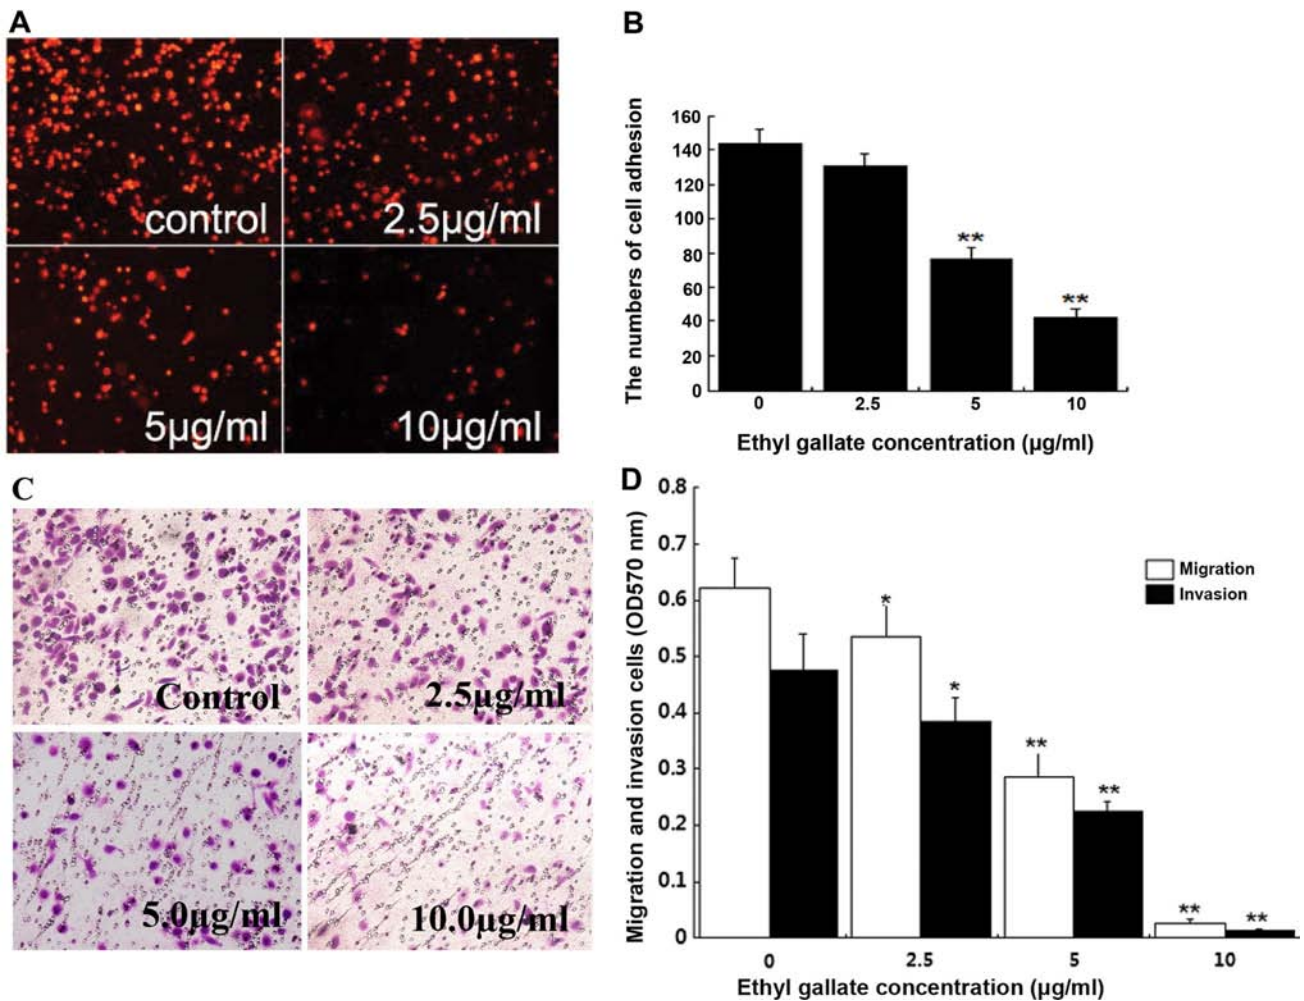 A
control
2.5µg/ml
5µg/ml
10µg/ml
B
The numbers of cell adhesion
160
140
120
100
80
60
40
20
0
**
**
0 2.5 5 10
Ethyl gallate concentration (µg/ml)
C
Control
2.5µg/ml
5.0µg/ml
10.0µg/ml
D
Migration and invasion cells (OD570 nm)
0.8
0.7
0.6
0.5
0.4
0.3
0.2
0.1
0
Migration
Invasion
*
*
**
**
**
**
0 2.5 5 10
Ethyl gallate concentration (µg/ml)